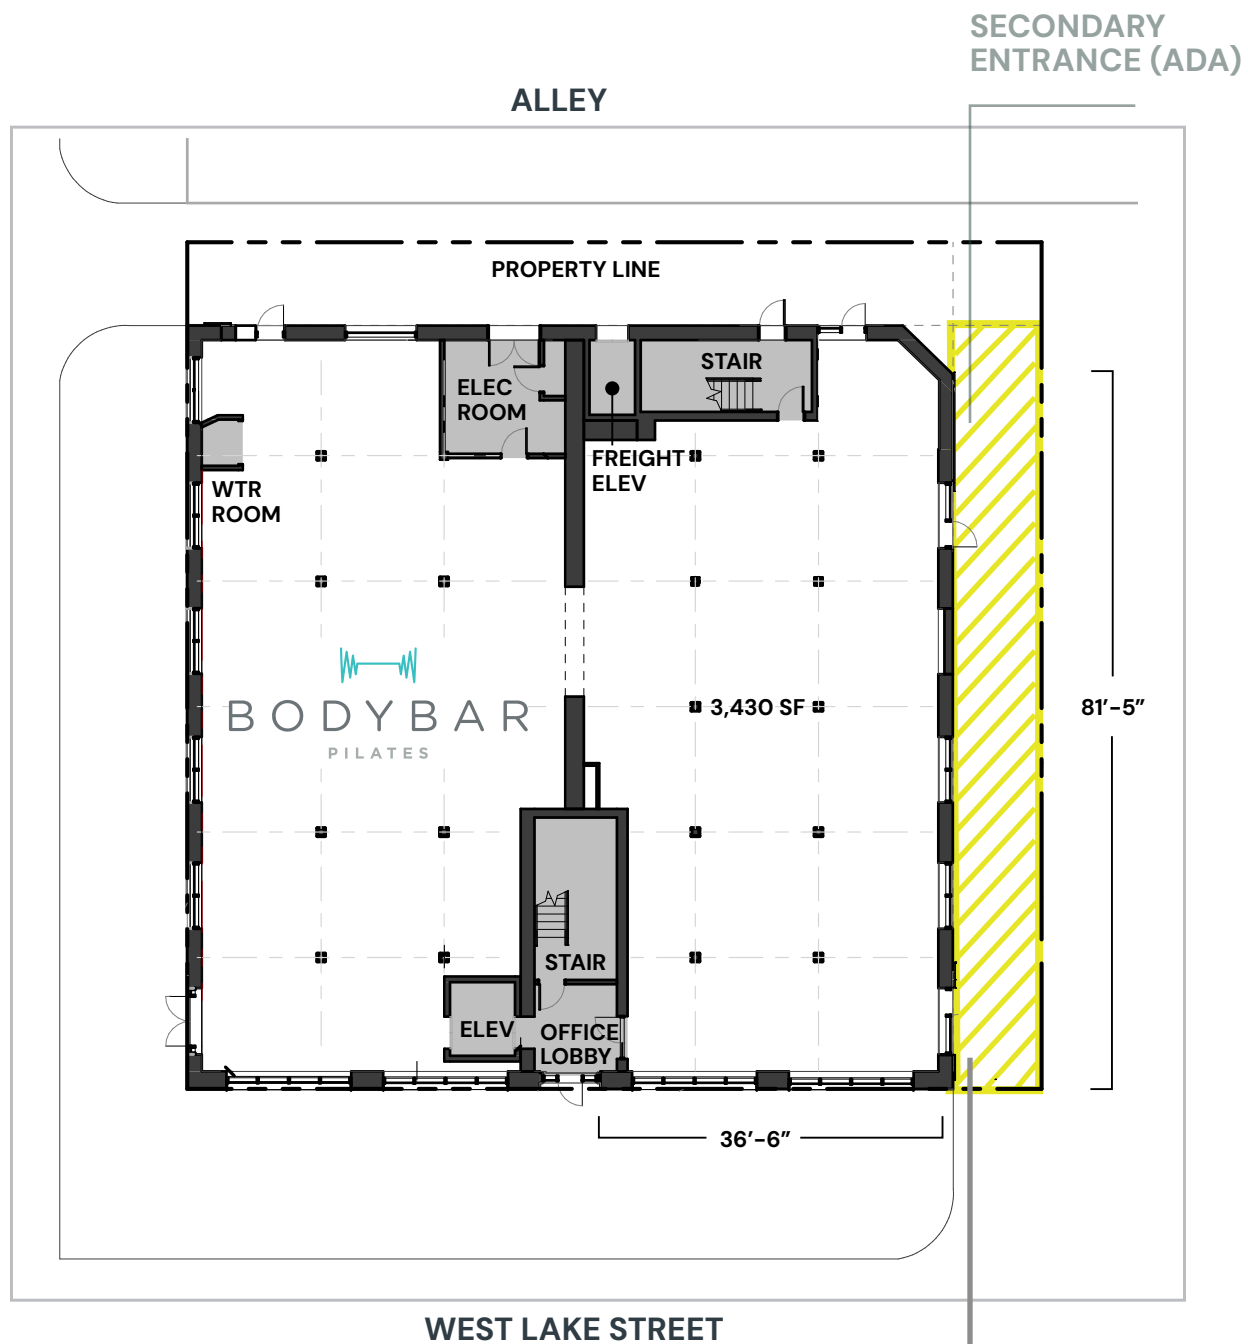 SECONDARY
ENTRANCE (ADA)
ALLEY
PROPERTY LINE
STAIR
ELEC
ROOM
FREIGHT
ELEV
WTR
ROOM
BODYBAR
PILATES
3,430 SF
81’-5”
STAIR
ELEV
OFFICE
LOBBY
36’-6”
WEST LAKE STREET